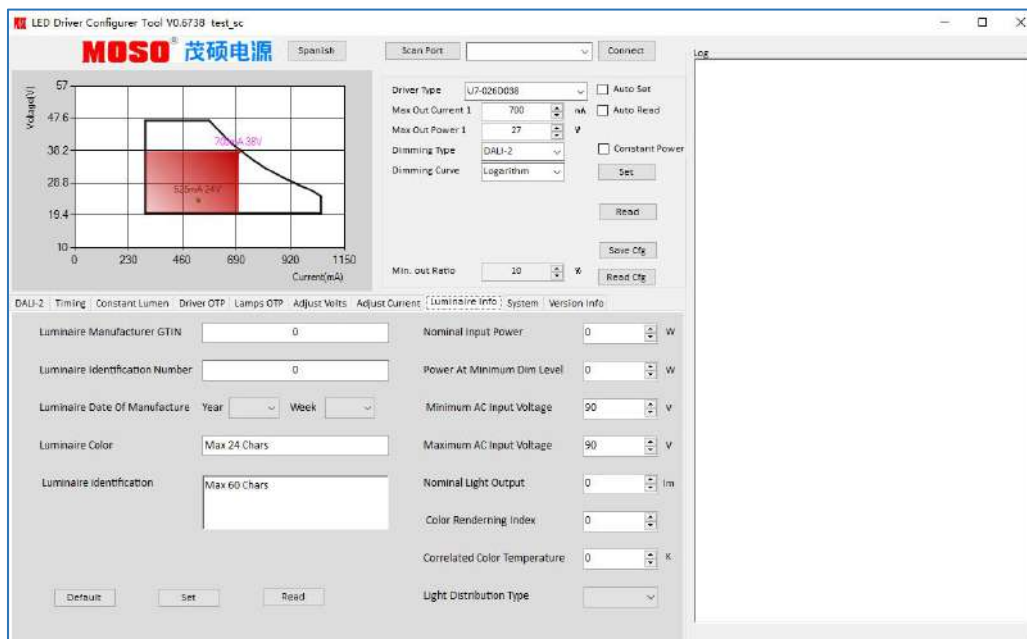 LED Driver Configurer Tool V0.6738 test_sc
MOSO® 茂硕电源
Spanish
Scan Port
Connect
Log
Voltage(V)
57
47.6
38.2
28.8
19.4
10
700mA 38V
525mA 24V
0 230 460 690 920 1150
Current(mA)
Driver Type U7-026D038 Auto Set
Max Out Current 1 700 mA Auto Read
Max Out Power 1 27 W
Dimming Type DALI-2 Constant Power
Dimming Curve Logarithm Set
Read
Save Cfg
Min. out Ratio 10 % Read Cfg
DALI-2 Timing Constant Lumen Driver OTP Lamps OTP Adjust Volts Adjust Current Luminaire Info System Version Info
Luminaire Manufacturer GTIN 0
Luminaire Identification Number 0
Luminaire Date Of Manufacture Year Week
Luminaire Color Max 24 Chars
Luminaire Identification Max 60 Chars
Default Set Read
Nominal Input Power 0 W
Power At Minimum Dim Level 0 W
Minimum AC Input Voltage 90 V
Maximum AC Input Voltage 90 V
Nominal Light Output 0 lm
Color Rendernning Index 0
Correlated Color Temperature 0 K
Light Distribution Type